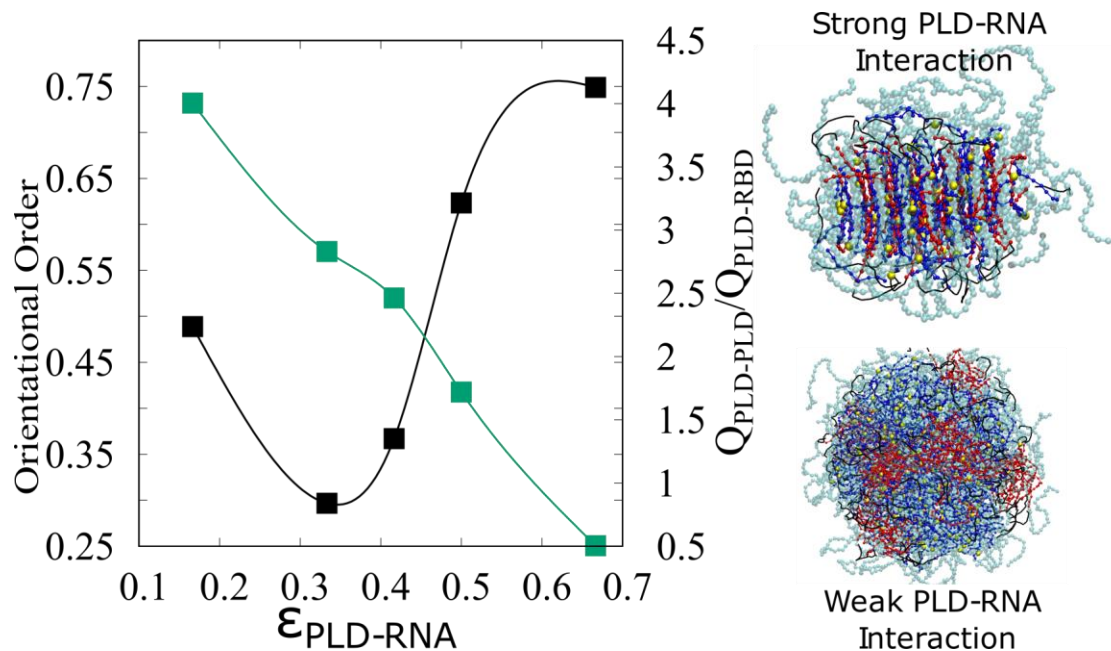 Orientational Order
0.75
0.65
0.55
0.45
0.35
0.25
0.1 0.2 0.3 0.4 0.5 0.6 0.7
εPLD-RNA
4.5
4
3.5
3
2.5
2
1.5
1
0.5
QPLD-PLD/QPLD-RBD
Strong PLD-RNA
Interaction
Weak PLD-RNA
Interaction